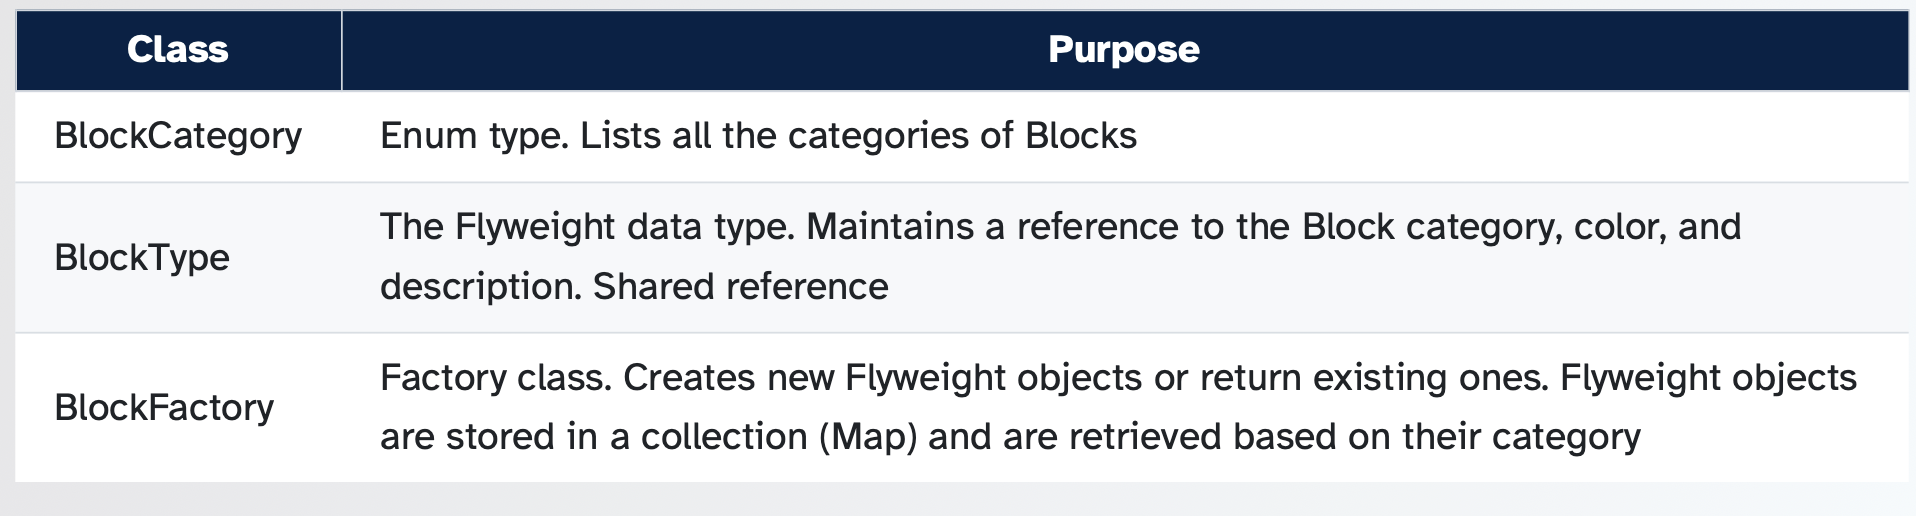 Class
Purpose
BlockCategory
Enum type. Lists all the categories of Blocks
BlockType
The Flyweight data type. Maintains a reference to the Block category, color, and
description. Shared reference
BlockFactory
Factory class. Creates new Flyweight objects or return existing ones. Flyweight objects
are stored in a collection (Map) and are retrieved based on their category